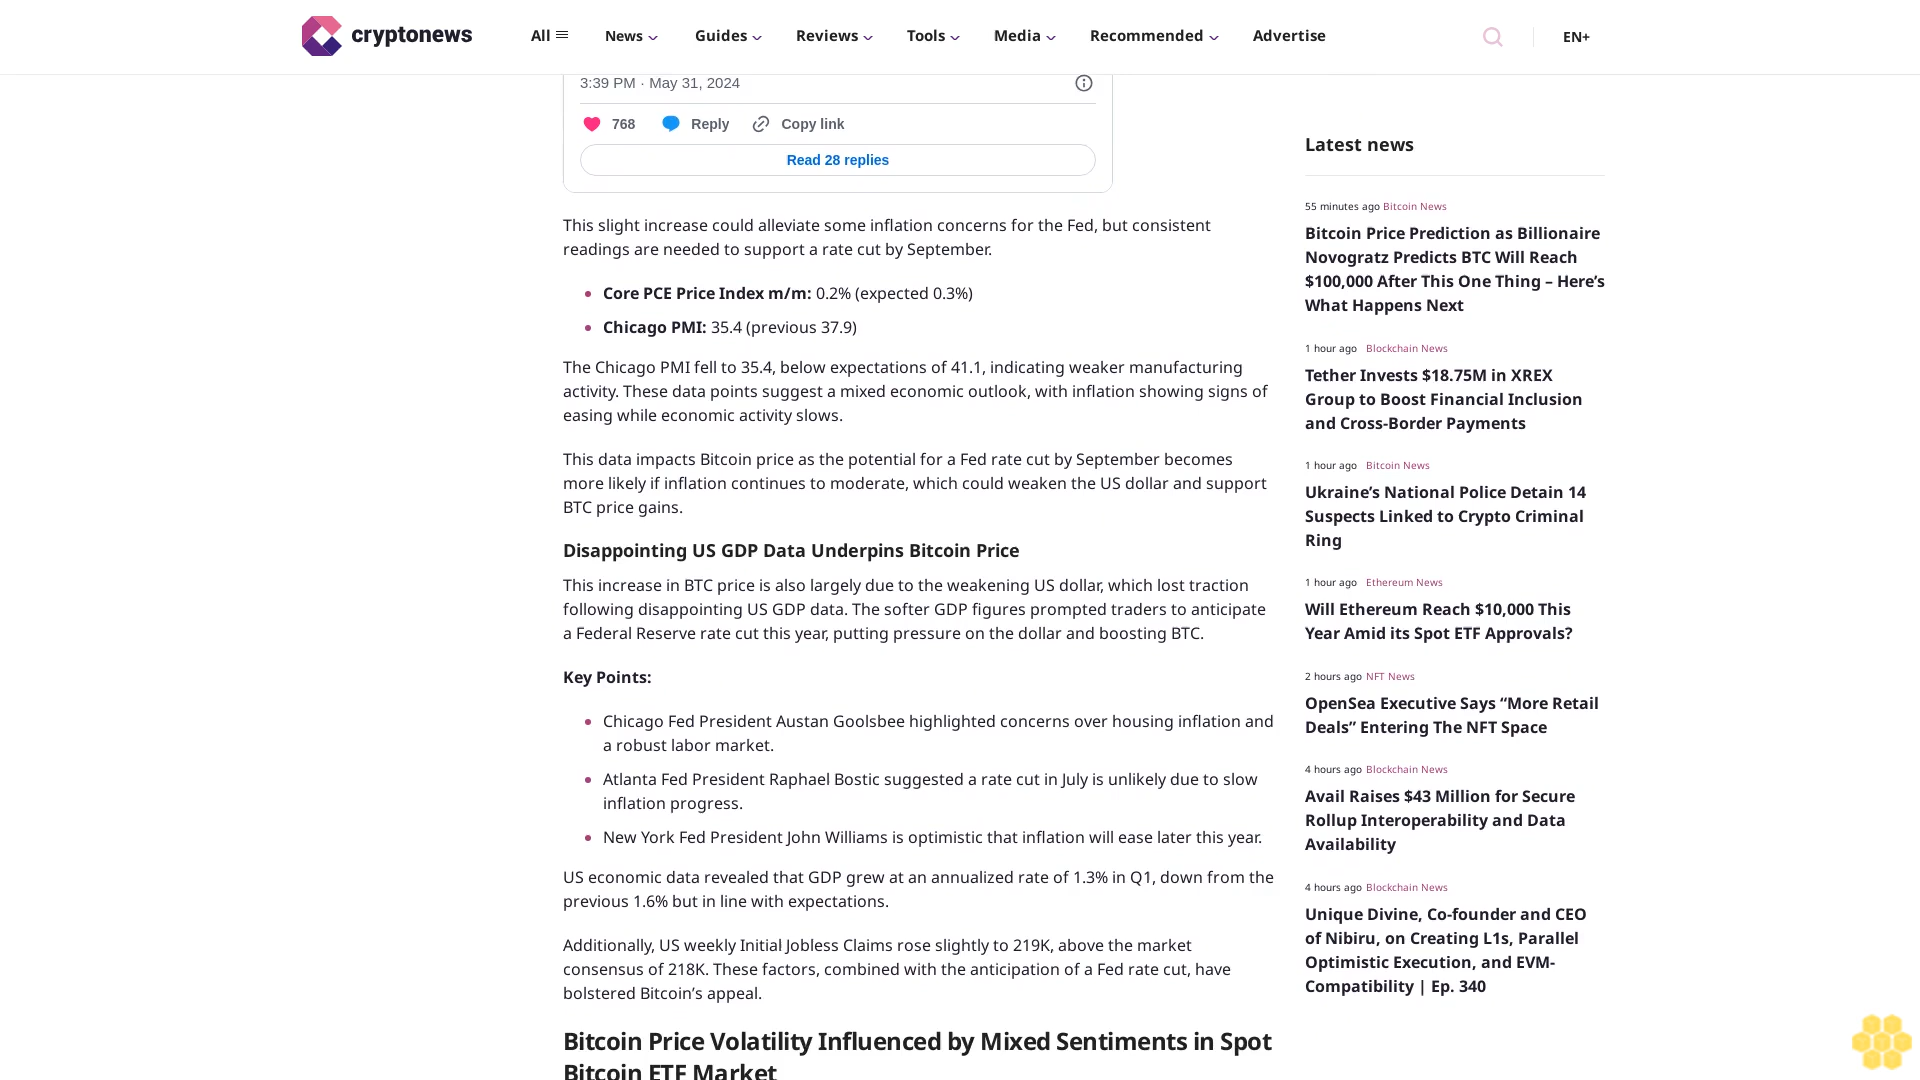 cryptonews
All
News
Guides
Reviews
Tools
Media
Recommended
Advertise
EN+
3:39 PM · May 31, 2024
768
Reply
Copy link
Read 28 replies
This slight increase could alleviate some inflation concerns for the Fed, but consistent
readings are needed to support a rate cut by September.
Core PCE Price Index m/m: 0.2% (expected 0.3%)
Chicago PMI: 35.4 (previous 37.9)
The Chicago PMI fell to 35.4, below expectations of 41.1, indicating weaker manufacturing
activity. These data points suggest a mixed economic outlook, with inflation showing signs of
easing while economic activity slows.
This data impacts Bitcoin price as the potential for a Fed rate cut by September becomes
more likely if inflation continues to moderate, which could weaken the US dollar and support
BTC price gains.
Disappointing US GDP Data Underpins Bitcoin Price
This increase in BTC price is also largely due to the weakening US dollar, which lost traction
following disappointing US GDP data. The softer GDP figures prompted traders to anticipate
a Federal Reserve rate cut this year, putting pressure on the dollar and boosting BTC.
Key Points:
Chicago Fed President Austan Goolsbee highlighted concerns over housing inflation and
a robust labor market.
Atlanta Fed President Raphael Bostic suggested a rate cut in July is unlikely due to slow
inflation progress.
New York Fed President John Williams is optimistic that inflation will ease later this year.
US economic data revealed that GDP grew at an annualized rate of 1.3% in Q1, down from the
previous 1.6% but in line with expectations.
Additionally, US weekly Initial Jobless Claims rose slightly to 219K, above the market
consensus of 218K. These factors, combined with the anticipation of a Fed rate cut, have
bolstered Bitcoin’s appeal.
Bitcoin Price Volatility Influenced by Mixed Sentiments in Spot
Bitcoin ETF Market
Latest news
55 minutes ago Bitcoin News
Bitcoin Price Prediction as Billionaire
Novogratz Predicts BTC Will Reach
$100,000 After This One Thing – Here’s
What Happens Next
1 hour ago Blockchain News
Tether Invests $18.75M in XREX
Group to Boost Financial Inclusion
and Cross-Border Payments
1 hour ago Bitcoin News
Ukraine’s National Police Detain 14
Suspects Linked to Crypto Criminal
Ring
1 hour ago Ethereum News
Will Ethereum Reach $10,000 This
Year Amid its Spot ETF Approvals?
2 hours ago NFT News
OpenSea Executive Says “More Retail
Deals” Entering The NFT Space
4 hours ago Blockchain News
Avail Raises $43 Million for Secure
Rollup Interoperability and Data
Availability
4 hours ago Blockchain News
Unique Divine, Co-founder and CEO
of Nibiru, on Creating L1s, Parallel
Optimistic Execution, and EVM-
Compatibility | Ep. 340